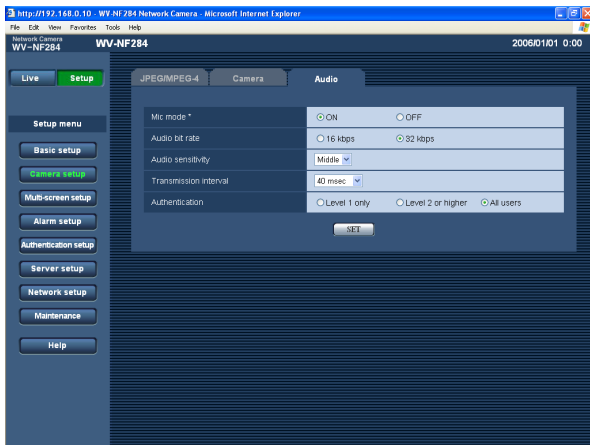 http://192.168.0.10 - WV-NF284 Network Camera - Microsoft Internet Explorer
File Edit View Favorites Tools Help
Network Camera
WV-NF284
WV-NF284
2006/01/01 0:00
Live
Setup
JPEG/MPEG-4
Camera
Audio
Setup menu
Basic setup
Camera setup
Multi-screen setup
Alarm setup
Authentication setup
Server setup
Network setup
Maintenance
Help
Mic mode *
ON
OFF
Audio bit rate
16 kbps
32 kbps
Audio sensitivity
Middle
Transmission interval
40 msec
Authentication
Level 1 only
Level 2 or higher
All users
SET